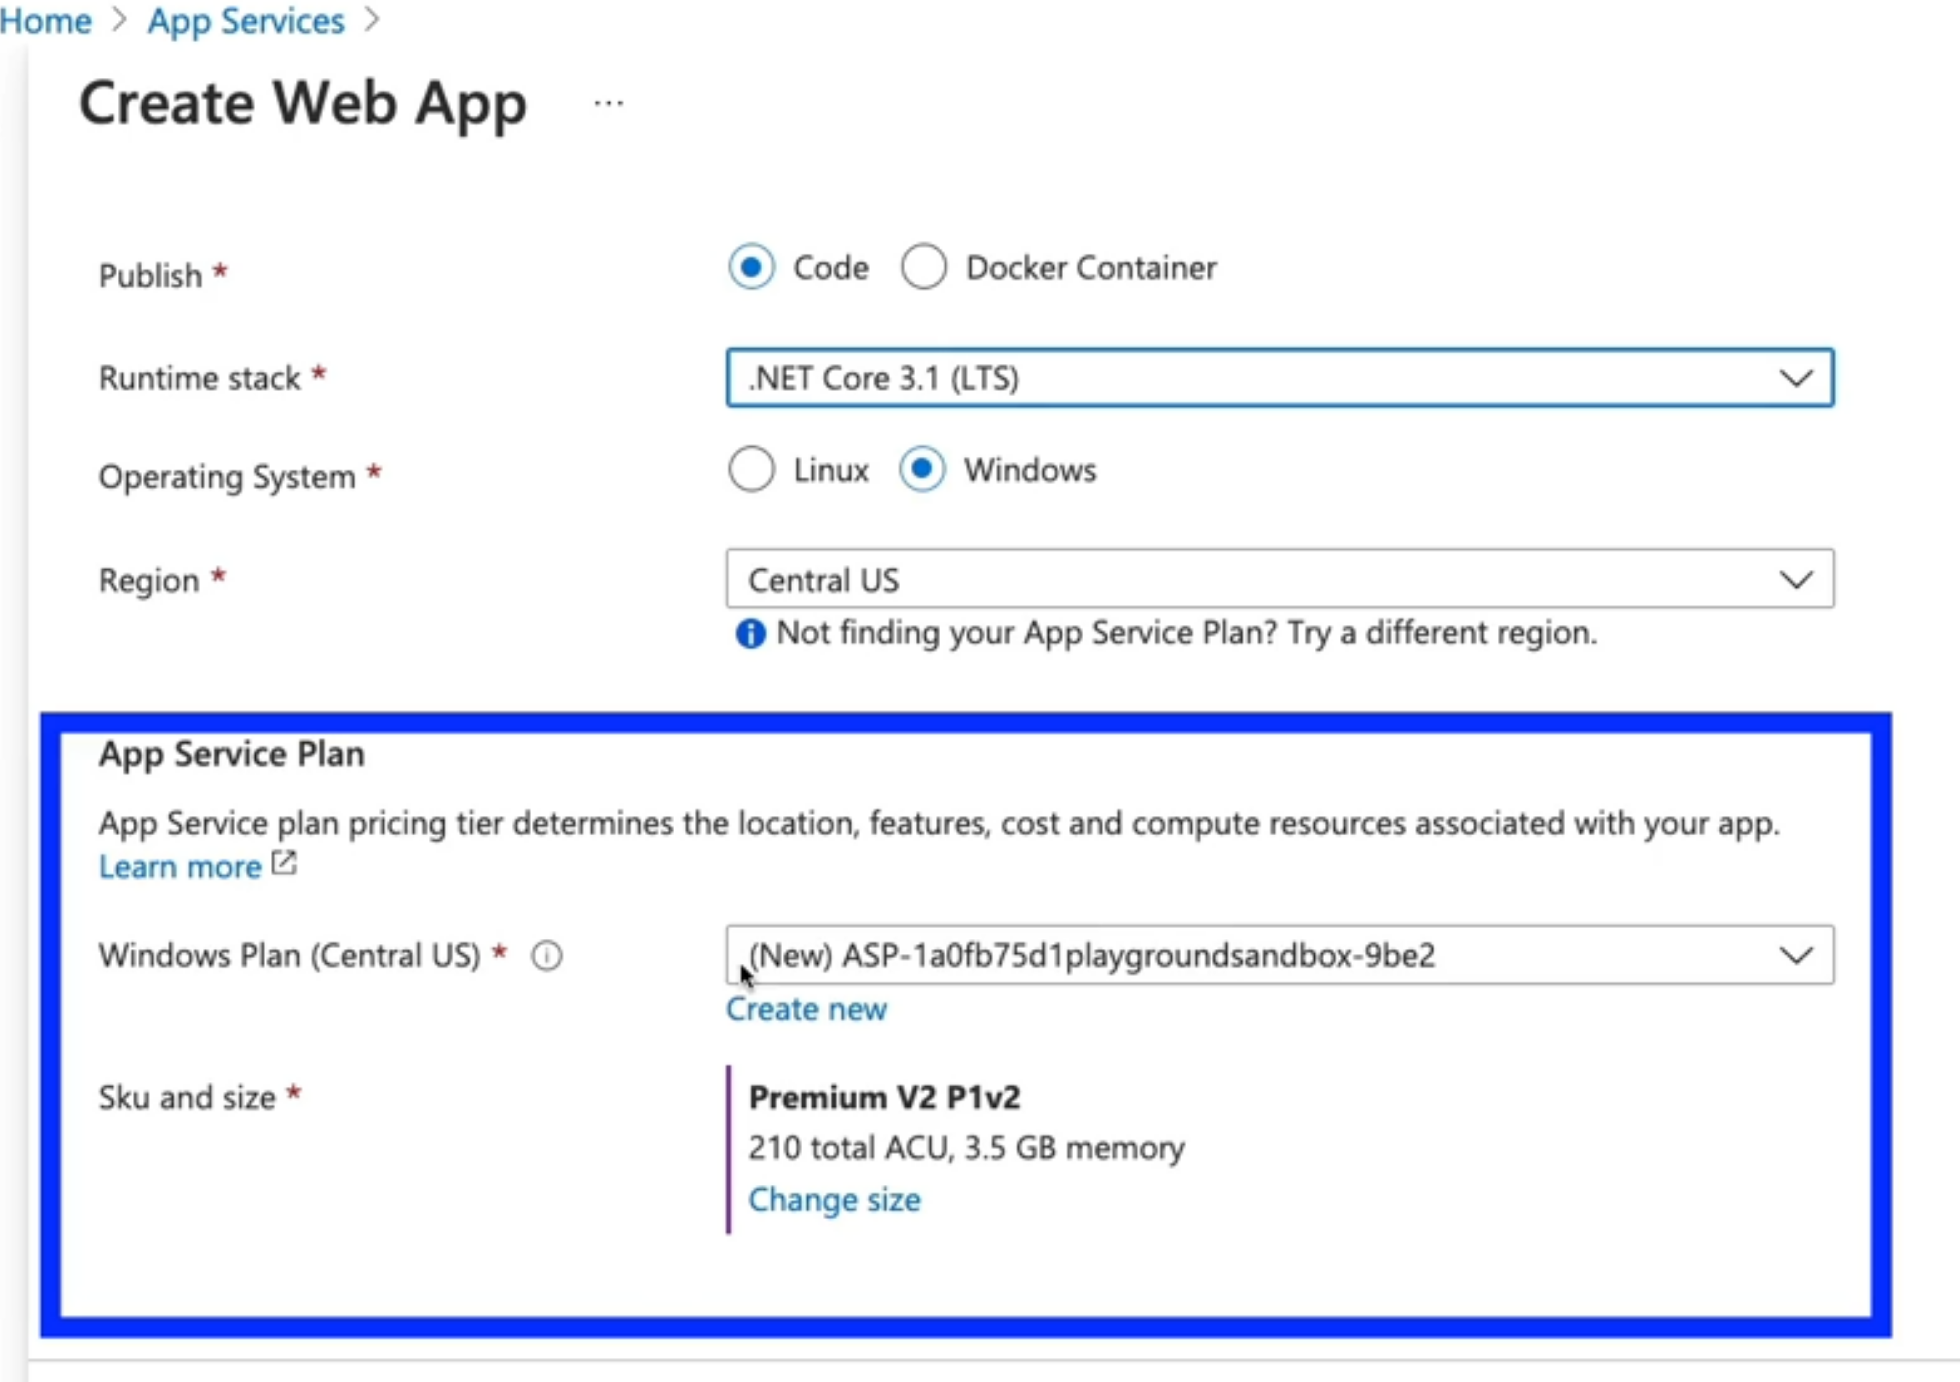 Home > App Services >
Create Web App ...
Publish * Code Docker Container
Runtime stack * .NET Core 3.1 (LTS)
Operating System * Linux Windows
Region * Central US
Not finding your App Service Plan? Try a different region.
App Service Plan
App Service plan pricing tier determines the location, features, cost and compute resources associated with your app.
Learn more
Windows Plan (Central US) * (New) ASP-1a0fb75d1playgroundsandbox-9be2
Create new
Sku and size * Premium V2 P1v2
210 total ACU, 3.5 GB memory
Change size